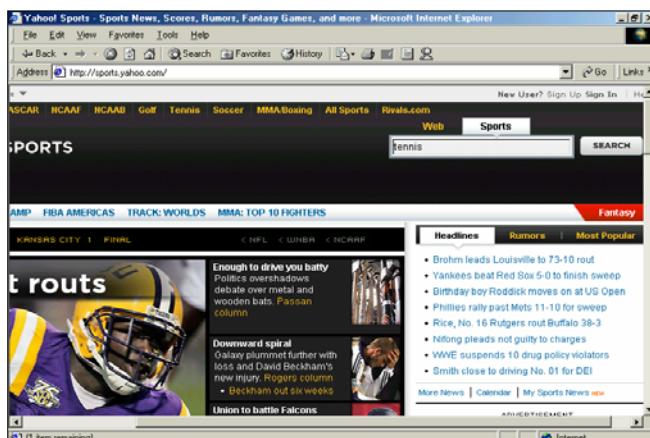 Yahoo! Sports - Sports News, Scores, Rumors, Fantasy Games, and more - Microsoft Internet Explorer
File Edit View Favorites Tools Help
Back Search Favorites History
Address http://sports.yahoo.com/ Go Links
New User? Sign Up Sign In He
ASCAR NCAAF NCAAB Golf Tennis Soccer MMA/Boxing All Sports Rivals.com
Web Sports
SPORTS
tennis SEARCH
AMP FIBA AMERICAS TRACK: WORLDS MMA: TOP 10 FIGHTERS Fantasy
KANSAS CITY 1 FINAL < NFL < WNBA < NCAAF
Headlines Rumors Most Popular
t routs
Enough to drive you batty
Politics overshadows
debate over metal and
wooden bats. Passan
column
Downward spiral
Galaxy plummet further with
loss and David Beckham's
new injury. Rogers column
• Beckham out six weeks
Union to battle Falcons
• Brohm leads Louisville to 73-10 rout
• Yankees beat Red Sox 5-0 to finish sweep
• Birthday boy Roddick moves on at US Open
• Phillies rally past Mets 11-10 for sweep
• Rice, No. 16 Rutgers rout Buffalo 38-3
• Nifong pleads not guilty to charges
• WWE suspends 10 drug policy violators
• Smith close to driving No. 01 for DEI
More News | Calendar | My Sports News NEW
ADVERTISEMENT
(1 item remaining) Internet